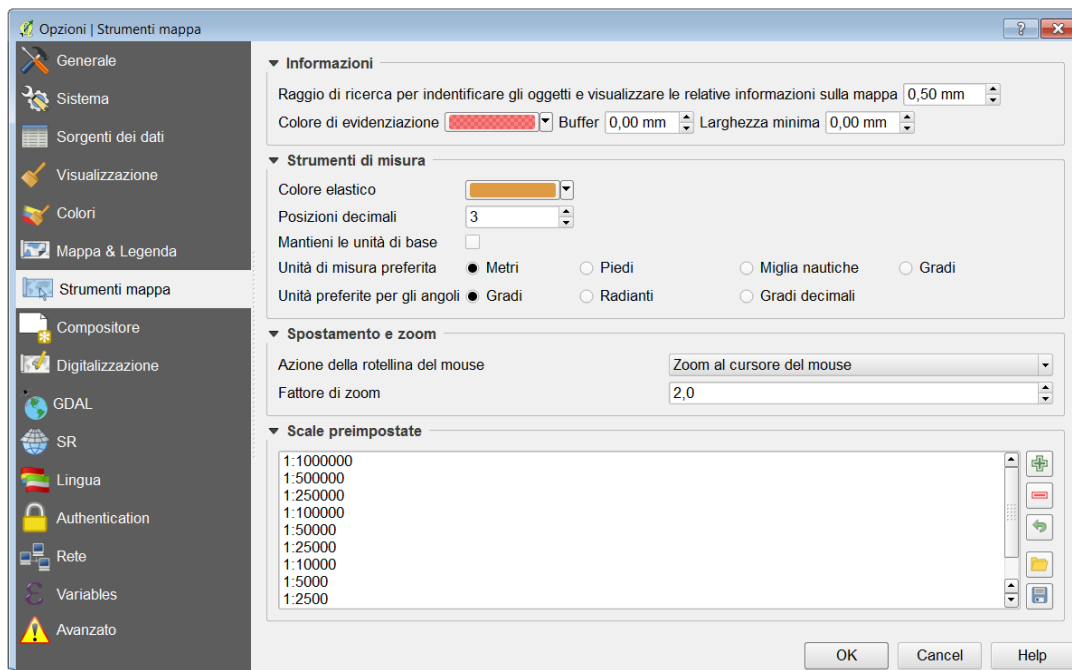 Opzioni | Strumenti mappa
Generale
Sistema
Sorgenti dei dati
Visualizzazione
Colori
Mappa & Legenda
Strumenti mappa
Compositore
Digitalizzazione
GDAL
SR
Lingua
Authentication
Rete
Variables
Avanzato
Informazioni
Raggio di ricerca per indentificare gli oggetti e visualizzare le relative informazioni sulla mappa 0,50 mm
Colore di evidenziazione Buffer 0,00 mm Larghezza minima 0,00 mm
Strumenti di misura
Colore elastico
Posizioni decimali 3
Mantieni le unità di base
Unità di misura preferita Metri Piedi Miglia nautiche Gradi
Unità preferite per gli angoli Gradi Radianti Gradi decimali
Spostamento e zoom
Azione della rotellina del mouse Zoom al cursore del mouse
Fattore di zoom 2,0
Scale preimpostate
1:1000000
1:500000
1:250000
1:100000
1:50000
1:25000
1:10000
1:5000
1:2500
OK Cancel Help